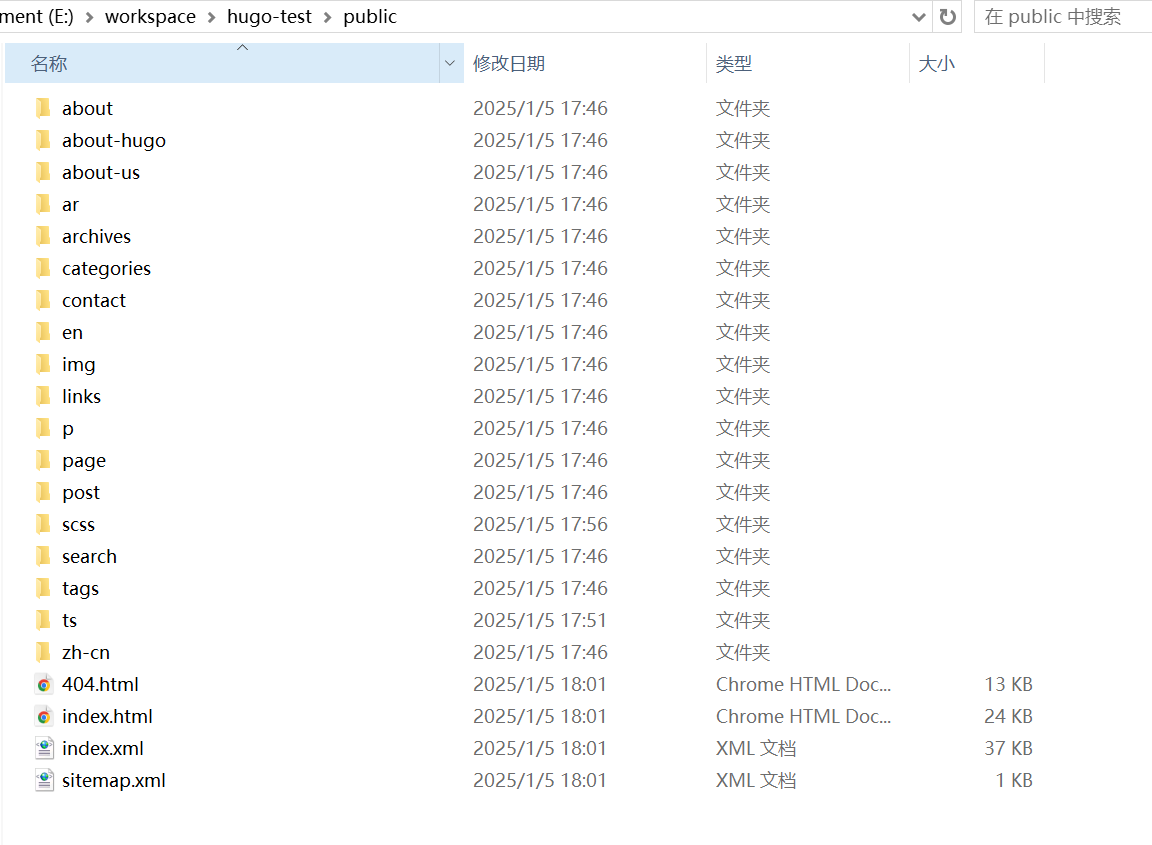 ment (E:) > workspace > hugo-test > public 在 public 中搜索
名称 修改日期 类型 大小
about 2025/1/5 17:46 文件夹
about-hugo 2025/1/5 17:46 文件夹
about-us 2025/1/5 17:46 文件夹
ar 2025/1/5 17:46 文件夹
archives 2025/1/5 17:46 文件夹
categories 2025/1/5 17:46 文件夹
contact 2025/1/5 17:46 文件夹
en 2025/1/5 17:46 文件夹
img 2025/1/5 17:46 文件夹
links 2025/1/5 17:46 文件夹
p 2025/1/5 17:46 文件夹
page 2025/1/5 17:46 文件夹
post 2025/1/5 17:46 文件夹
scss 2025/1/5 17:56 文件夹
search 2025/1/5 17:46 文件夹
tags 2025/1/5 17:46 文件夹
ts 2025/1/5 17:51 文件夹
zh-cn 2025/1/5 17:46 文件夹
404.html 2025/1/5 18:01 Chrome HTML Doc... 13 KB
index.html 2025/1/5 18:01 Chrome HTML Doc... 24 KB
index.xml 2025/1/5 18:01 XML 文档 37 KB
sitemap.xml 2025/1/5 18:01 XML 文档 1 KB